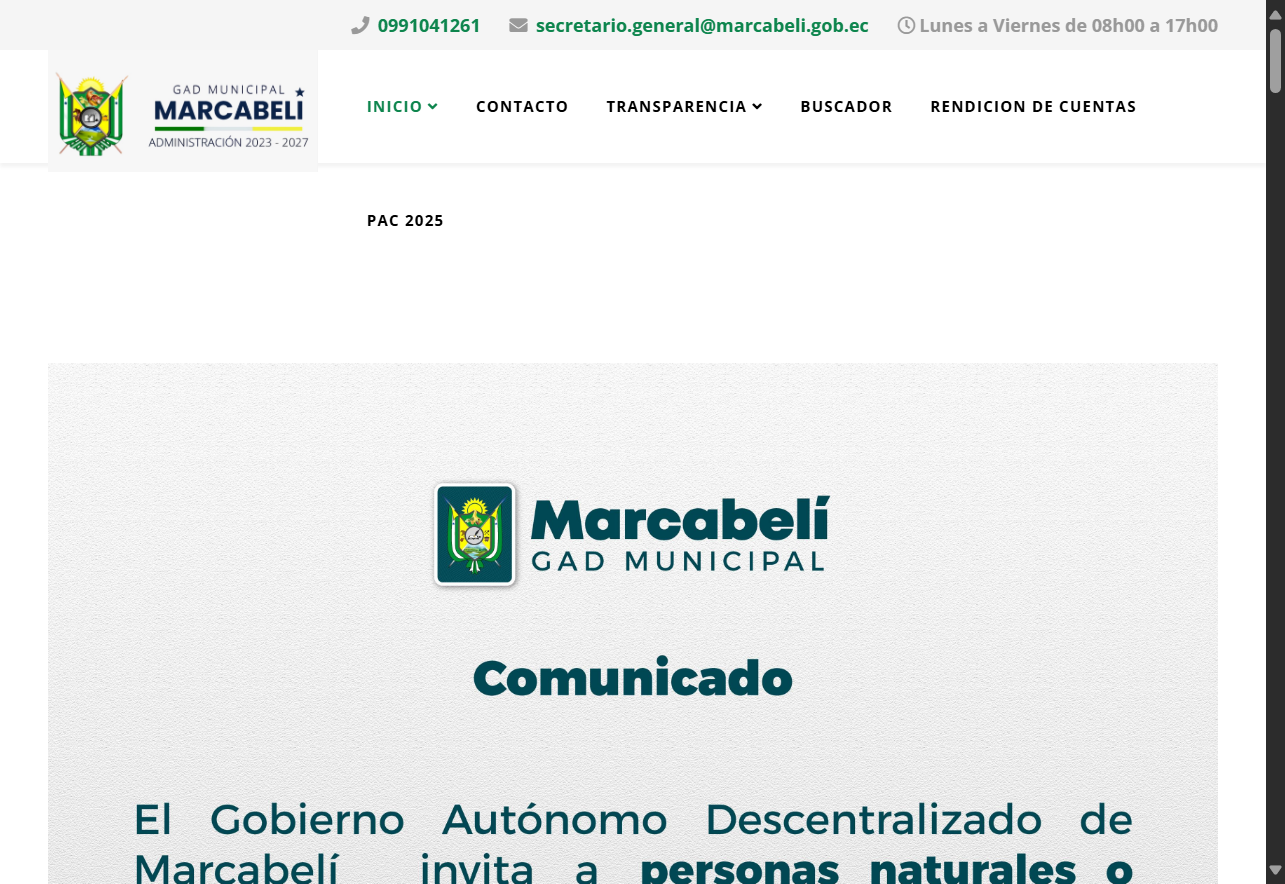 0991041261 secretario.general@marcabeli.gob.ec Lunes a Viernes de 08h00 a 17h00
GAD MUNICIPAL
MARCABELÍ
ADMINISTRACIÓN 2023 - 2027
INICIO CONTACTO TRANSPARENCIA BUSCADOR RENDICION DE CUENTAS
PAC 2025
Marcabelí
GAD MUNICIPAL
Comunicado
El Gobierno Autónomo Descentralizado de
Marcabelí invita a personas naturales o